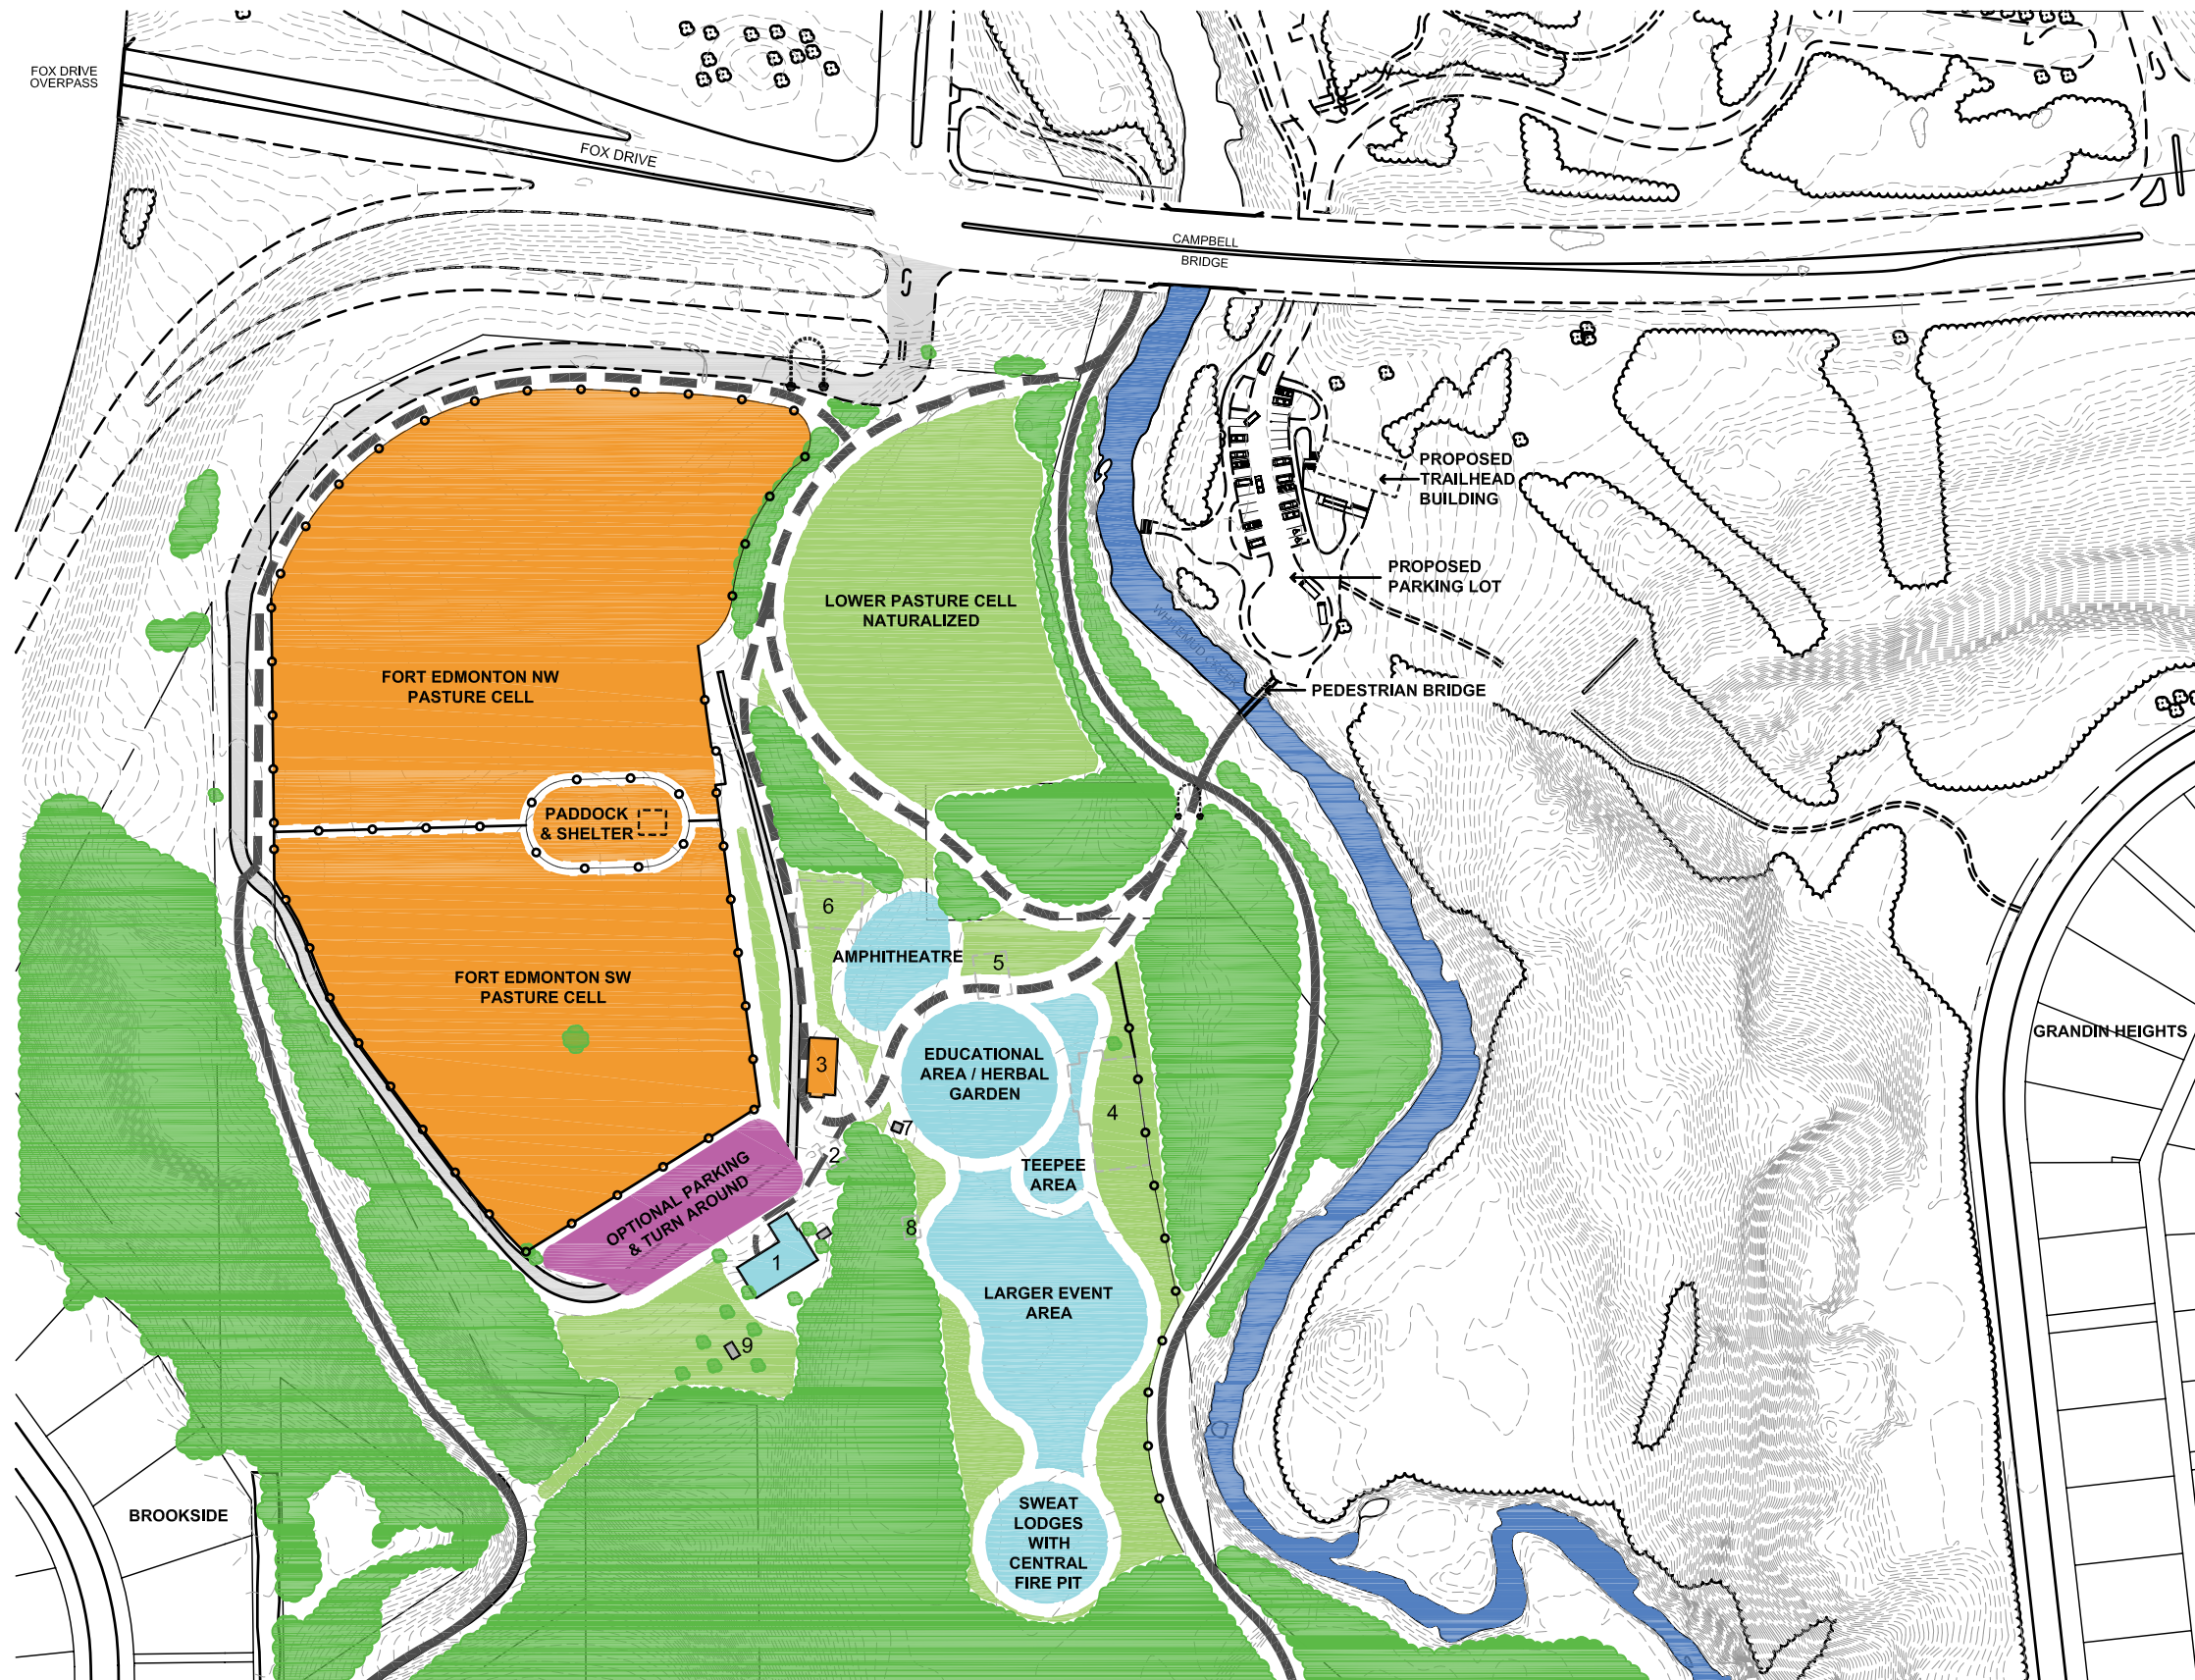 FOX DRIVE
OVERPASS
FOX DRIVE
CAMPBELL
BRIDGE
PROPOSED
TRAILHEAD
BUILDING
PROPOSED
PARKING LOT
LOWER PASTURE CELL
NATURALIZED
WHITEMUD CREEK
FORT EDMONTON NW
PASTURE CELL
PEDESTRIAN BRIDGE
PADDOCK
& SHELTER
6
AMPHITHEATRE
5
FORT EDMONTON SW
PASTURE CELL
GRANDIN HEIGHTS
3
EDUCATIONAL
AREA / HERBAL
GARDEN
4
7
2
TEEPEE
AREA
OPTIONAL PARKING
& TURN AROUND
8
1
LARGER EVENT
AREA
9
BROOKSIDE
SWEAT
LODGES
WITH
CENTRAL
FIRE PIT